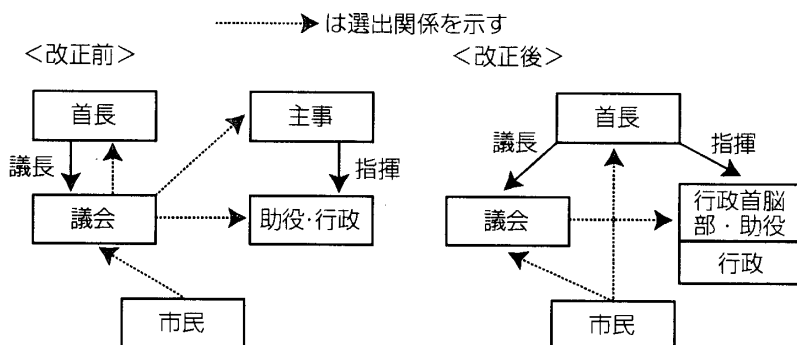 は選出関係を示す
<改正前>
首長
主事
議長
指揮
議会
助役・行政
市民
<改正後>
首長
議長
指揮
議会
行政首脳
部・助役
行政
市民